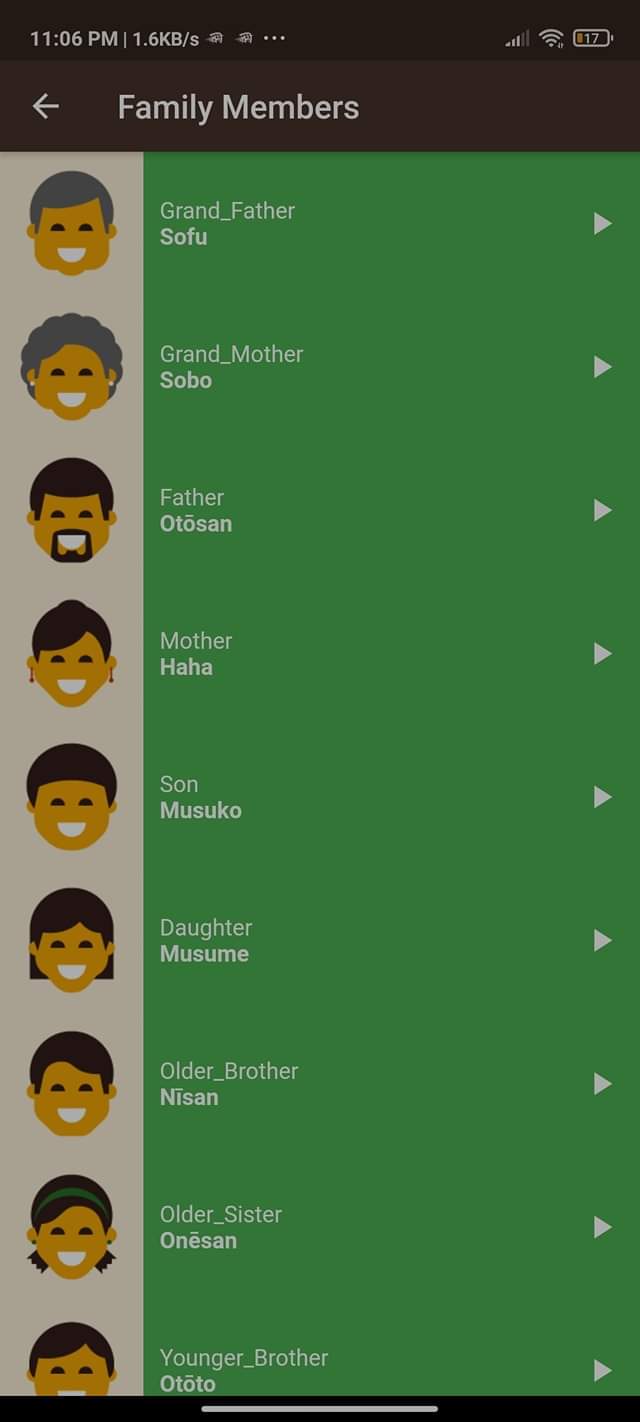 11:06 PM | 1.6KB/s ...
17
Family Members
Grand_Father
Sofu
Grand_Mother
Sobo
Father
Otōsan
Mother
Haha
Son
Musuko
Daughter
Musume
Older_Brother
Nīsan
Older_Sister
Onēsan
Younger_Brother
Otōto